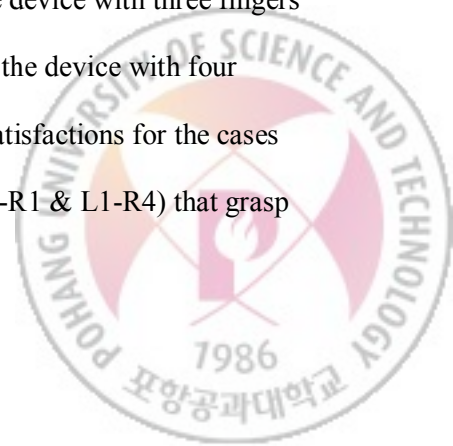 e device with three fingers
the device with four
atisfactions for the cases
-R1 & L1-R4) that grasp
POHANG UNIVERSITY OF SCIENCE AND TECHNOLOGY
1986
포항공과대학교